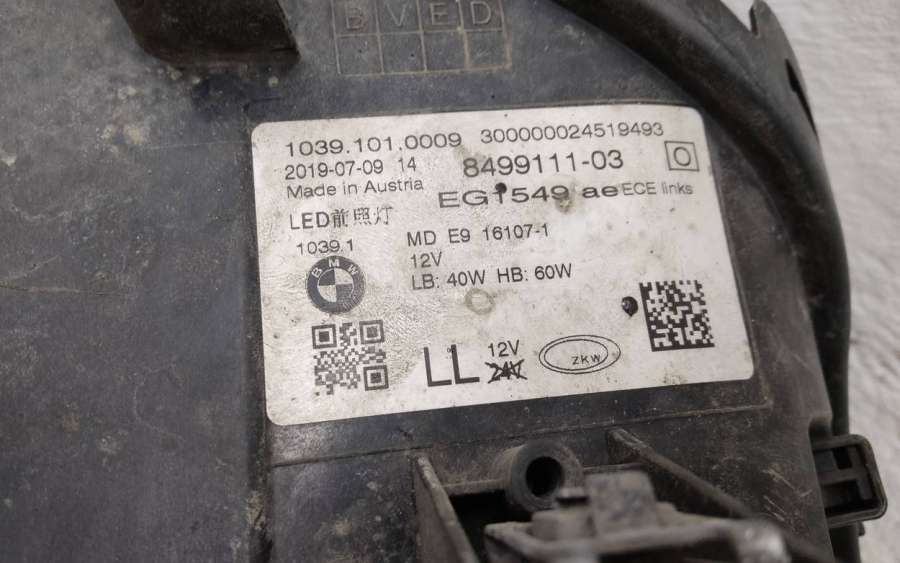 B V E D
1039.101.0009 300000024519493
2019-07-09 14 8499111-03 O
Made in Austria EG1549 ae ECE links
LED前照灯
1039.1 MD E9 16107-1
12V
BMW LB: 40W HB: 60W
LL 12V 24V ZKW